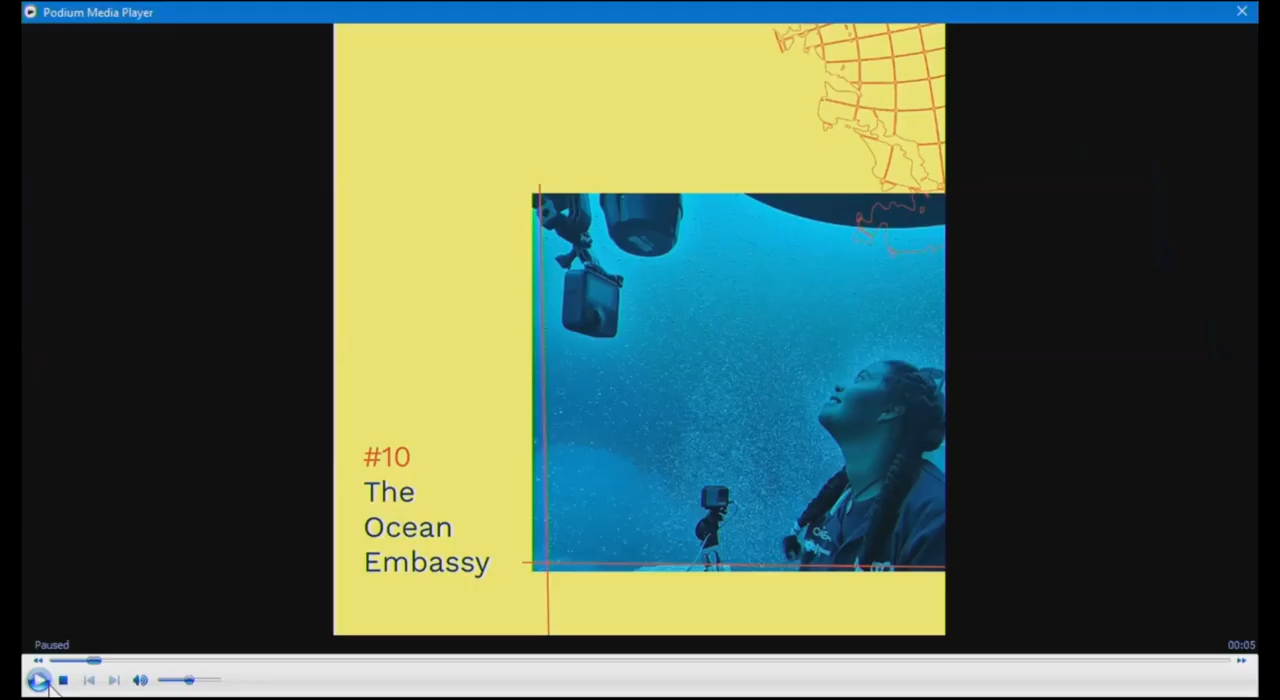 Podium Media Player
#10
The
Ocean
Embassy
Paused
00:05